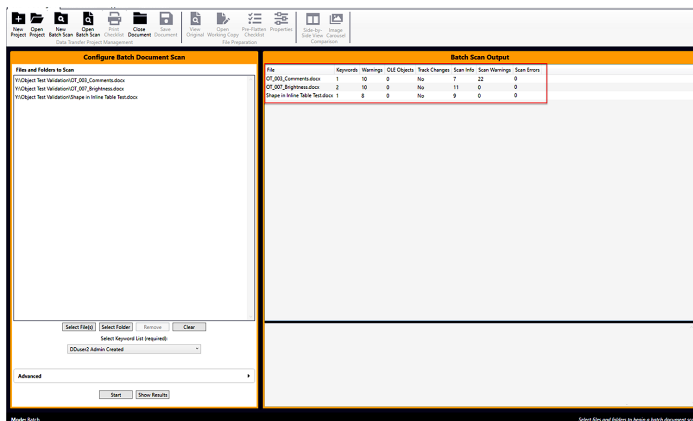 New Project
Open Project
New Batch Scan
Open Batch Scan
Print Checklist
Close Document
Save Document
View Original
Open Working Copy
Pre-Flatten Checklist
Properties
Side-by-Side View
Image Carousel
Data Transfer Project Management
File Preparation
Comparison
Configure Batch Document Scan
Files and Folders to Scan
Y:\Object Test Validation\OT_003_Comments.docx
Y:\Object Test Validation\OT_007_Brightness.docx
Y:\Object Test Validation\Shape in Inline Table Test.docx
Select File(s) Select Folder Remove Clear
Select Keyword List (required):
DDuser2 Admin Created
Advanced
Start Show Results
Batch Scan Output
File Keywords Warnings OLE Objects Track Changes Scan Info Scan Warnings Scan Errors
OT_003_Comments.docx 1 10 0 No 7 22 0
OT_007_Brightness.docx 2 10 0 No 11 0 0
Shape in Inline Table Test.docx 1 8 0 No 9 0 0
Mode: Batch
Select files and folders to begin a batch document